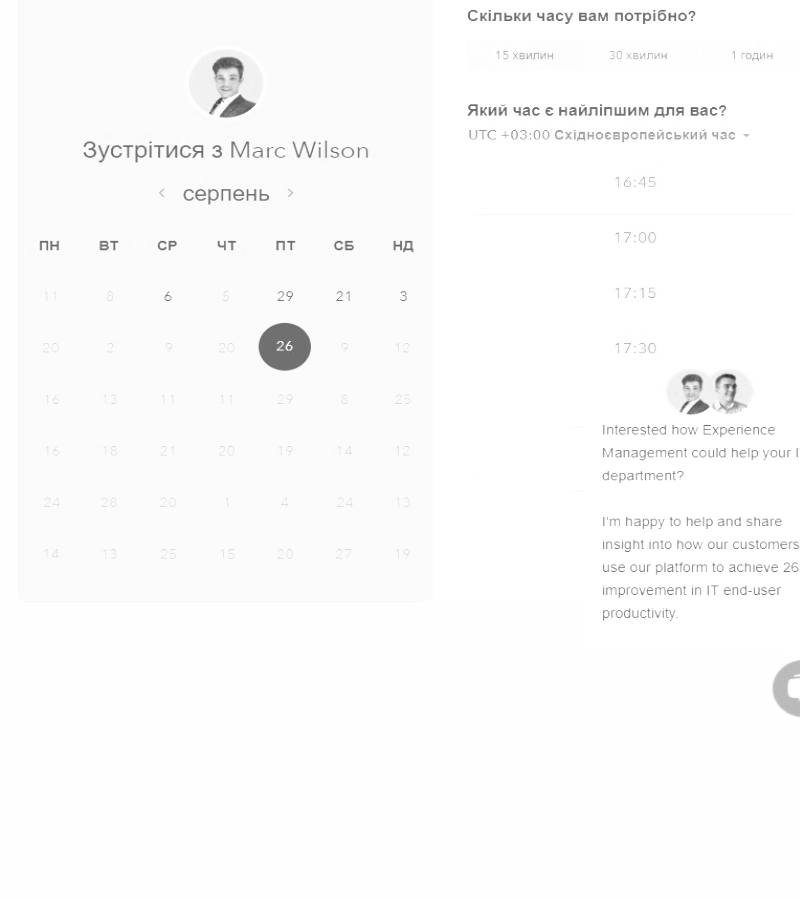 Зустрітися з Marc Wilson
серпень
ПН ВТ СР ЧТ ПТ СБ НД
11 8 6 5 29 21 3
20 2 9 20 26 9 12
16 13 11 11 29 8 25
16 18 21 20 19 14 12
24 28 20 1 4 24 13
14 13 25 15 20 27 19
Скільки часу вам потрібно?
15 хвилин 30 хвилин 1 годин
Який час є найліпшим для вас?
UTC +03:00 Східноєвропейський час
16:45
17:00
17:15
17:30
Interested how Experience
Management could help your
department?
I'm happy to help and share
insight into how our customers
use our platform to achieve 26
improvement in IT end-user
productivity.